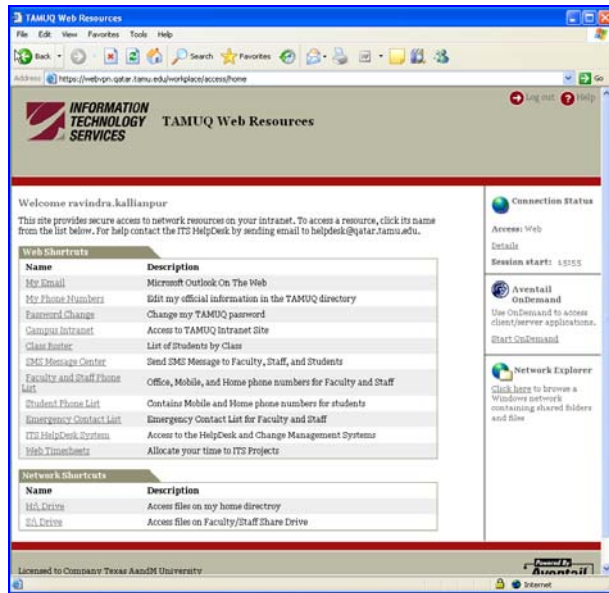 TAMUQ Web Resources
File Edit View Favorites Tools Help
Back Search Favorites
Address https://webvpn.qatar.tamu.edu/workplace/access/home Go
INFORMATION
TECHNOLOGY
SERVICES
TAMUQ Web Resources
Log out Help
Welcome ravindra.kallianpur
This site provides secure access to network resources on your intranet. To access a resource, click its name
from the list below. For help contact the ITS HelpDesk by sending email to helpdesk@qatar.tamu.edu.
Web Shortcuts
Name Description
My Email Microsoft Outlook On The Web
My Phone Numbers Edit my official information in the TAMUQ directory
Password Change Change my TAMUQ password
Campus Intranet Access to TAMUQ Intranet Site
Class Roster List of Students by Class
SMS Message Center Send SMS Message to Faculty, Staff, and Students
Faculty and Staff Phone
List
Office, Mobile, and Home phone numbers for Faculty and Staff
Student Phone List Contains Mobile and Home phone numbers for students
Emergency Contact List Emergency Contact List for Faculty and Staff
ITS HelpDesk System Access to the HelpDesk and Change Management Systems
Web Timesheets Allocate your time to ITS Projects
Network Shortcuts
Name Description
H:\ Drive Access files on my home directroy
S:\ Drive Access files on Faculty/Staff Share Drive
Connection Status
Access: Web
Details
Session start: 15:55
Aventail
OnDemand
Use OnDemand to access
client/server applications.
Start OnDemand
Network Explorer
Click here to browse a
Windows network
containing shared folders
and files
Licensed to Company Texas AandM University
Powered By
Aventail
Internet